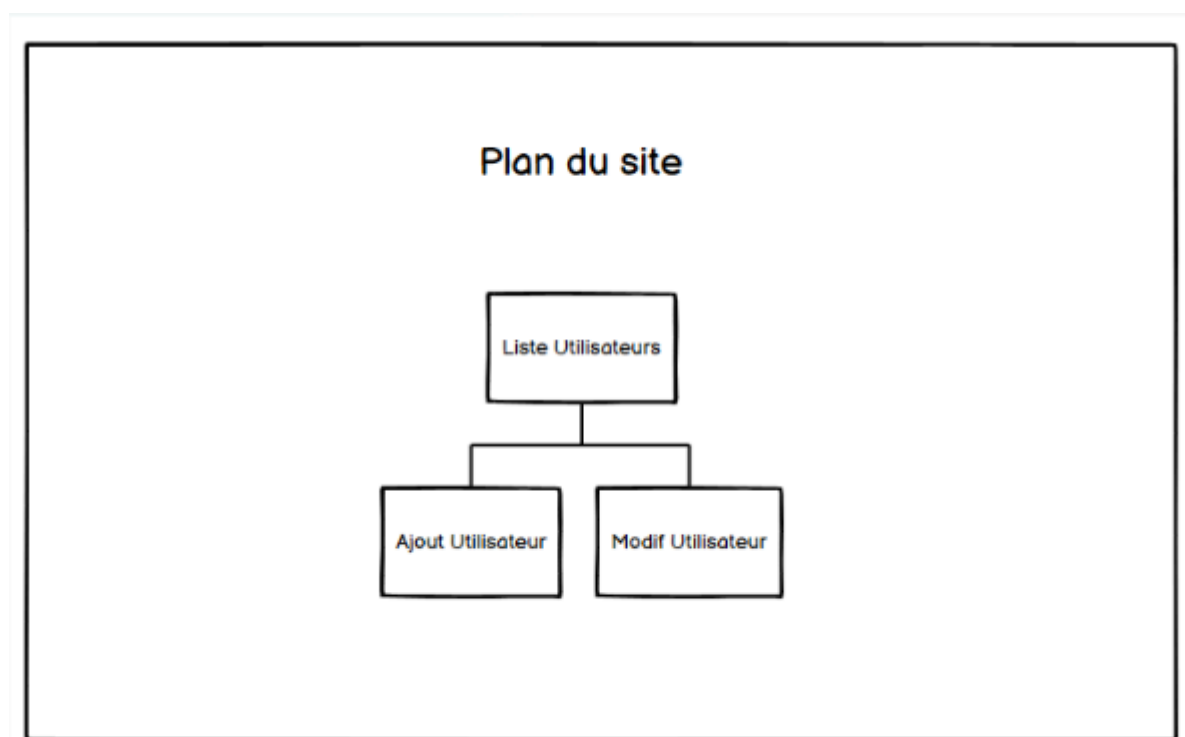 Plan du site
Liste Utilisateurs
Ajout Utilisateur
Modif Utilisateur